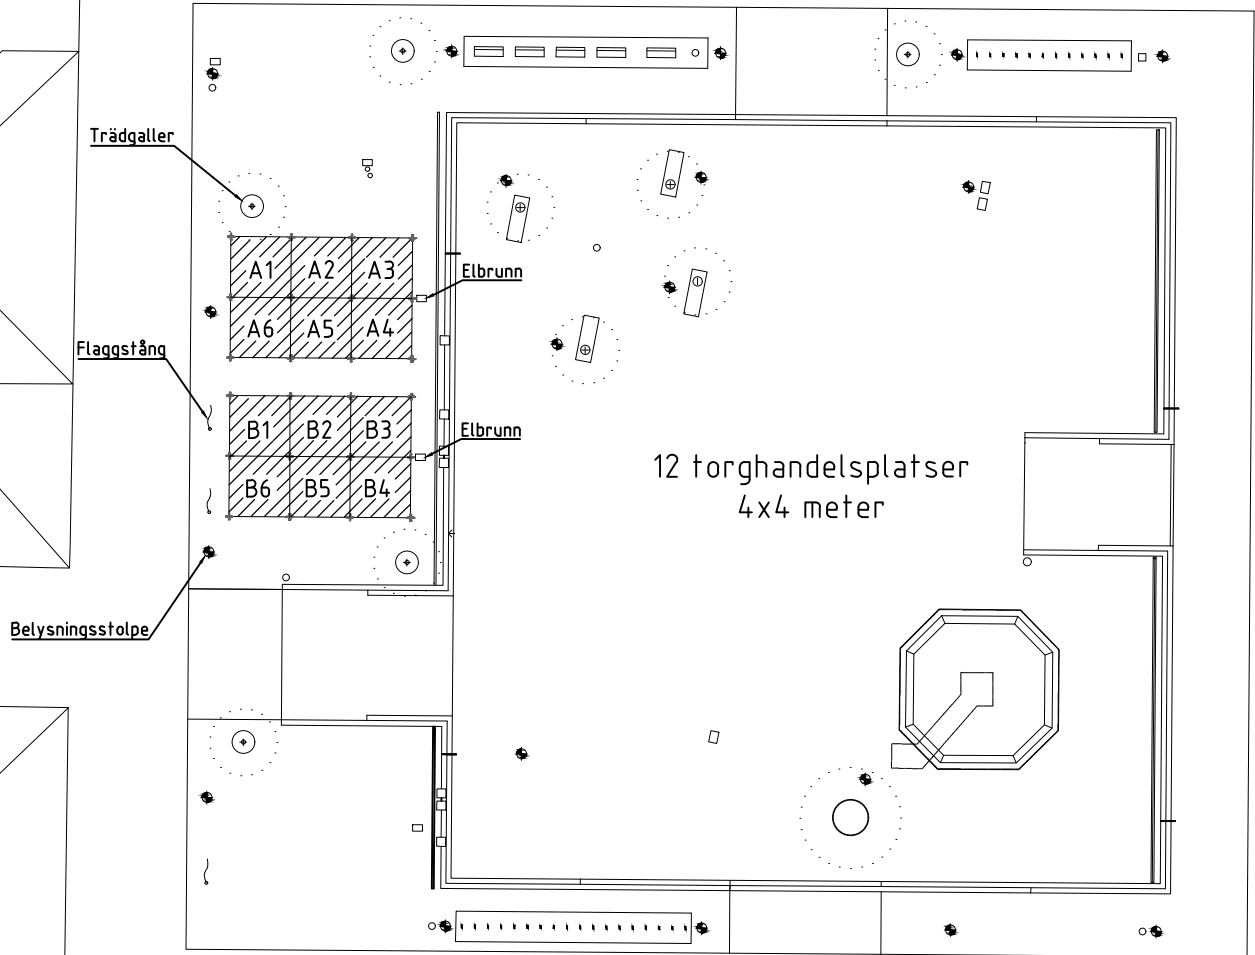 Trädgaller
A1 A2 A3
Elbrunn
A6 A5 A4
Flaggstång
B1 B2 B3
Elbrunn
B6 B5 B4
12 torghandelsplatser
4x4 meter
Belysningsstolpe